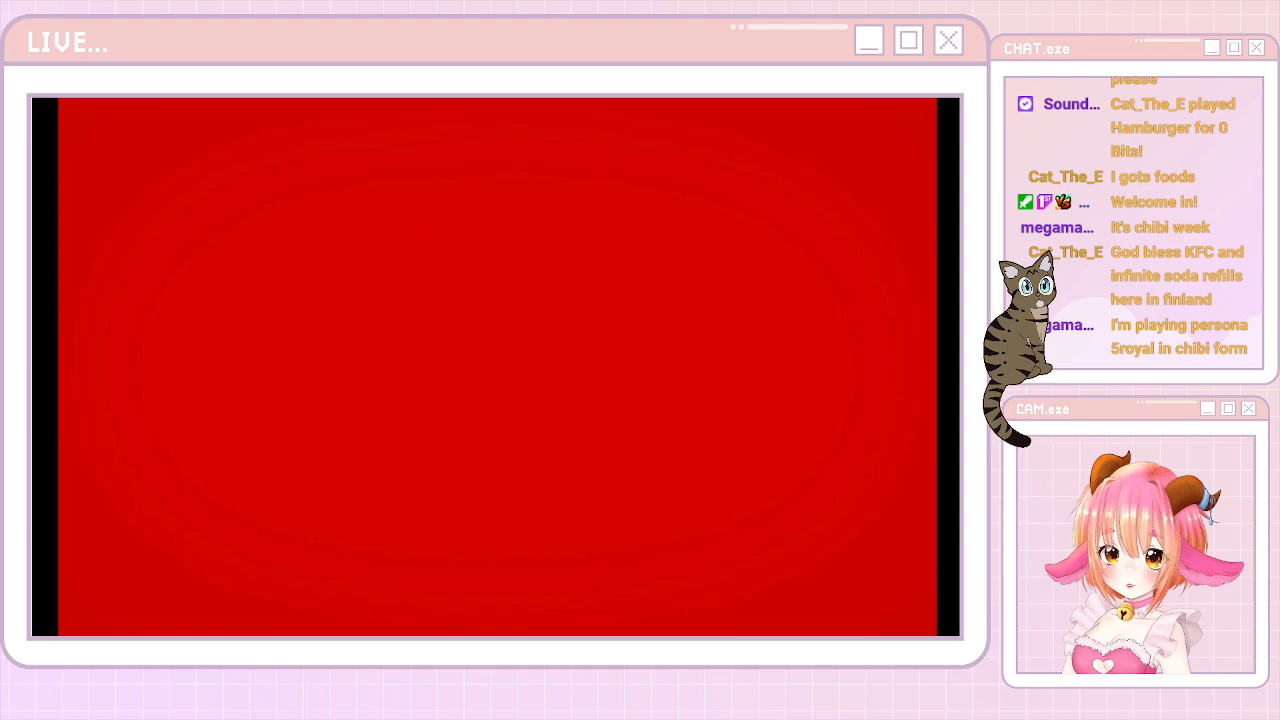 LIVE...
CHAT.exe
please
Sound... Cat_The_E played
Hamburger for 0
Bits!
Cat_The_E I gots foods
... Welcome in!
megama... It's chibi week
Cat_The_E God bless KFC and
infinite soda refills
here in finland
gama... I'm playing persona
5royal in chibi form
CAM.exe